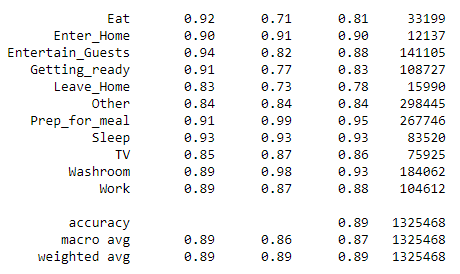 Eat 0.92 0.71 0.81 33199
Enter_Home 0.90 0.91 0.90 12137
Entertain_Guests 0.94 0.82 0.88 141105
Getting_ready 0.91 0.77 0.83 108727
Leave_Home 0.83 0.73 0.78 15990
Other 0.84 0.84 0.84 298445
Prep_for_meal 0.91 0.99 0.95 267746
Sleep 0.93 0.93 0.93 83520
TV 0.85 0.87 0.86 75925
Washroom 0.89 0.98 0.93 184062
Work 0.89 0.87 0.88 104612
accuracy 0.89 1325468
macro avg 0.89 0.86 0.87 1325468
weighted avg 0.89 0.89 0.89 1325468